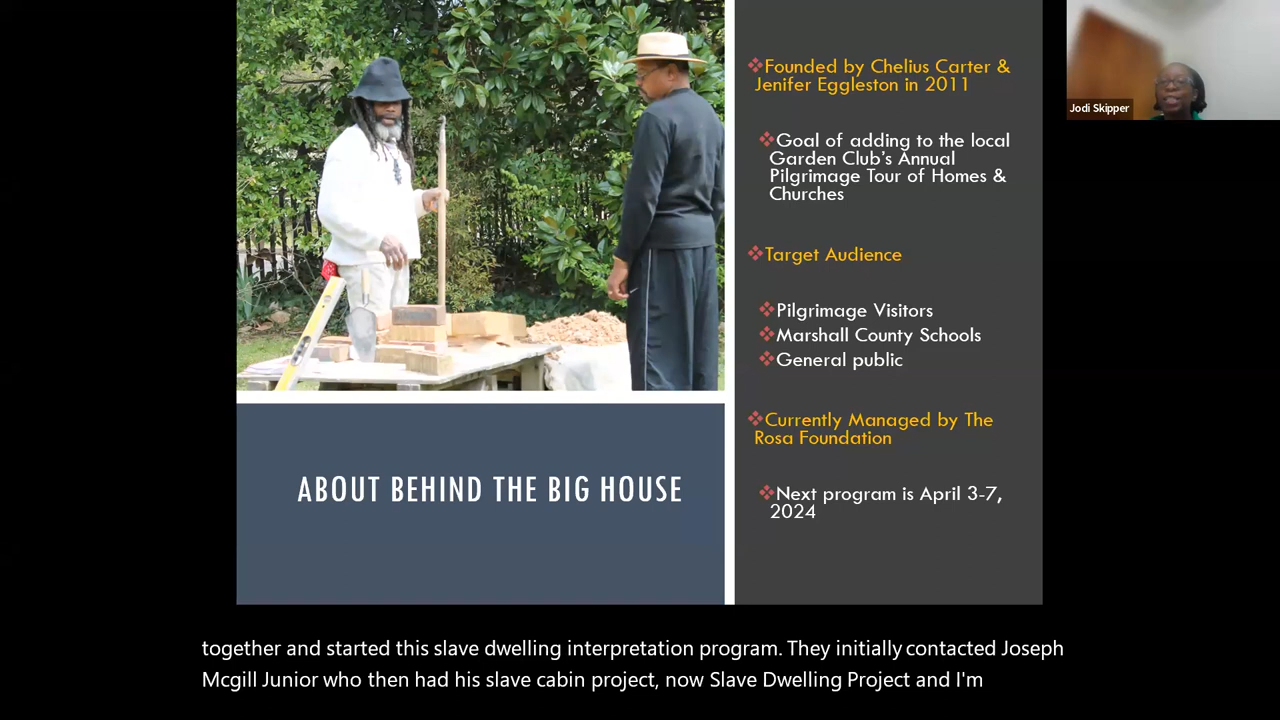 Founded by Chelius Carter &
Jenifer Eggleston in 2011
Goal of adding to the local
Garden Club's Annual
Pilgrimage Tour of Homes &
Churches
Target Audience
Pilgrimage Visitors
Marshall County Schools
General public
Currently Managed by The
Rosa Foundation
Next program is April 3-7,
2024
ABOUT BEHIND THE BIG HOUSE
Jodi Skipper
together and started this slave dwelling interpretation program. They initially contacted Joseph
Mcgill Junior who then had his slave cabin project, now Slave Dwelling Project and I'm